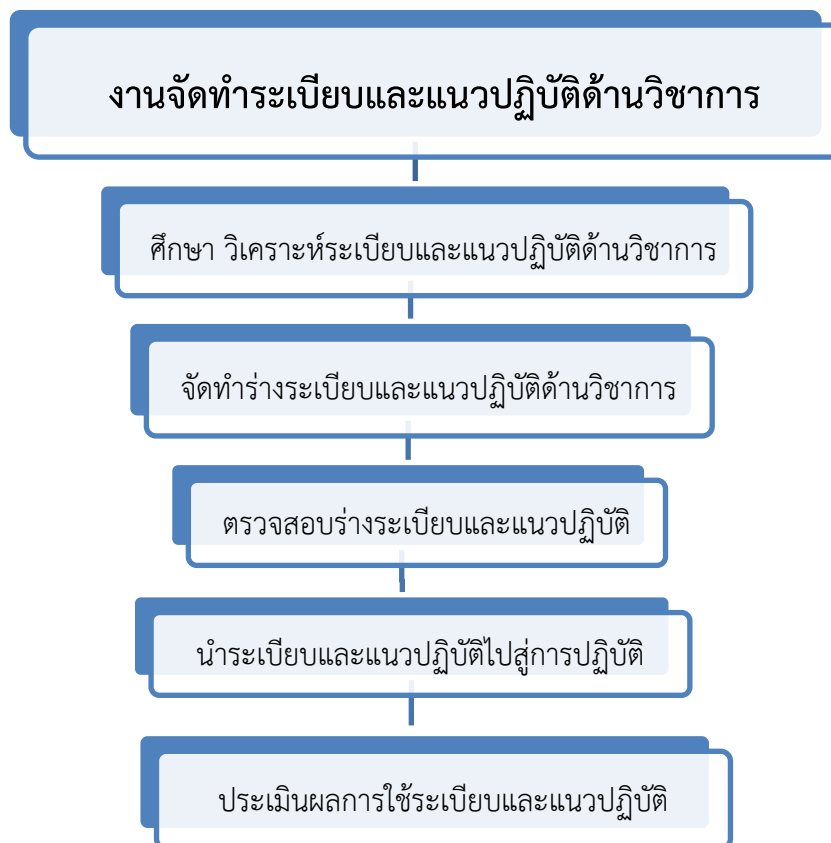 งานจัดทำระเบียบและแนวปฏิบัติด้านวิชาการ
ศึกษา วิเคราะห์ระเบียบและแนวปฏิบัติด้านวิชาการ
จัดทำร่างระเบียบและแนวปฏิบัติด้านวิชาการ
ตรวจสอบร่างระเบียบและแนวปฏิบัติ
นำระเบียบและแนวปฏิบัติไปสู่การปฏิบัติ
ประเมินผลการใช้ระเบียบและแนวปฏิบัติ